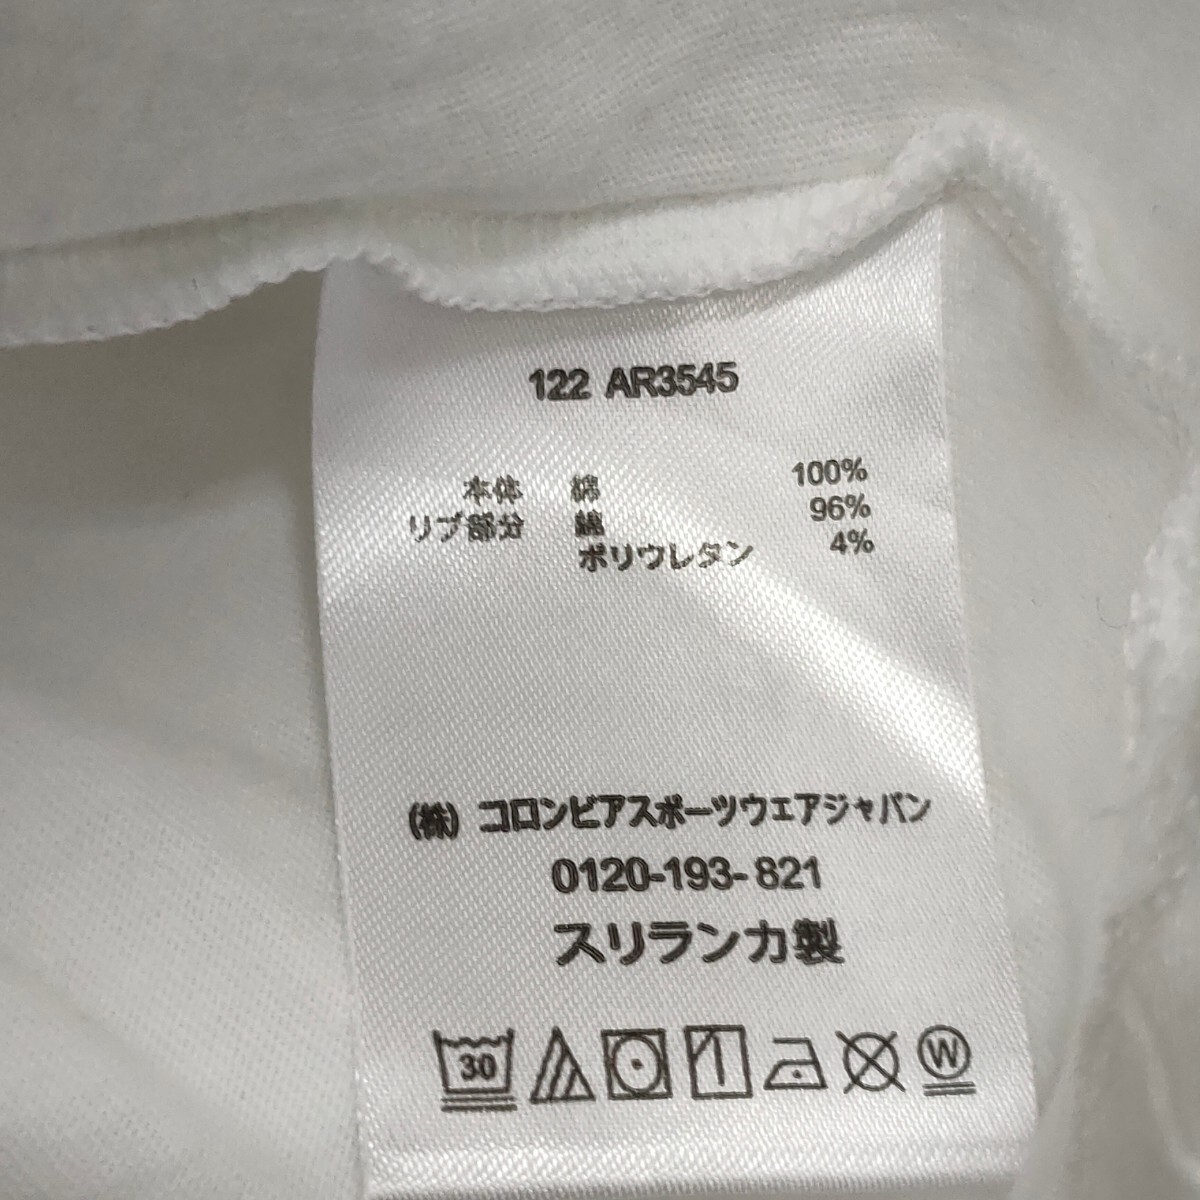 122 AR3545
本体 綿 100%
リブ部分 綿 96%
ポリウレタン 4%
(株) コロンビアスポーツウエアジャパン
0120-193-821
スリランカ製
30 W